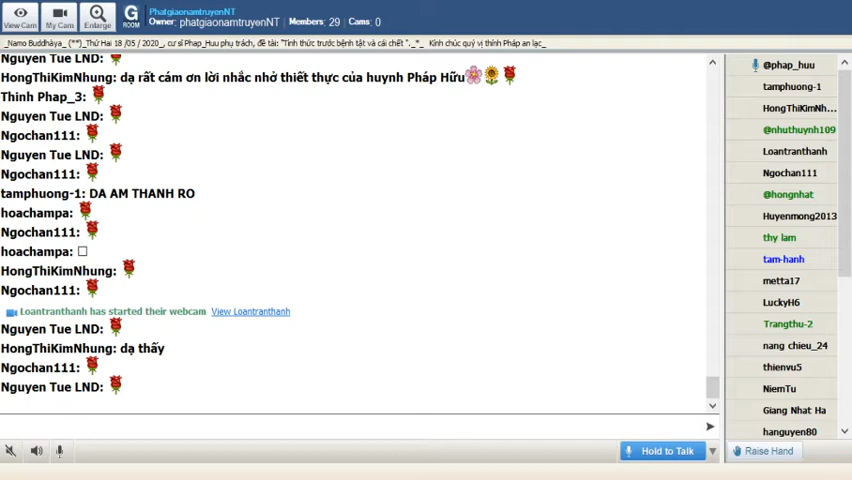 View Cam
My Cam
Enlarge
G
ROOM
PhatgiaonamtruyenNT
Owner: phatgiaonamtruyenNT Members: 29 Cams: 0
_Namo Buddhàya_ (**)_Thứ Hai 18 /05 / 2020_, cư sĩ Pháp_Huu phụ trách, đề tài: "Tỉnh thức trước bệnh tật và cái chết "._*_ Kính chúc quý vị thính Pháp an lạc_
Nguyen Tue LND:
HongThiKimNhung: dạ rất cám ơn lời nhắc nhở thiết thực của huynh Pháp Hữu
Thinh Phap_3:
Nguyen Tue LND:
Ngochan111:
Nguyen Tue LND:
Ngochan111:
tamphuong-1: DA AM THANH RO
hoachampa:
Ngochan111:
hoachampa: □
HongThiKimNhung:
Ngochan111:
Loantranthanh has started their webcam View Loantranthanh
Nguyen Tue LND:
HongThiKimNhung: dạ thấy
Ngochan111:
Nguyen Tue LND:
Hold to Talk
@phap_huu
tamphuong-1
HongThiKimNh...
@nhuthuynh109
Loantranthanh
Ngochan111
@hongnhat
Huyenmong2013
thy lam
tam-hanh
metta17
LuckyH6
Trangthu-2
nang chieu_24
thienvu5
NiemTu
Giang Nhat Ha
hanguyen80
Raise Hand